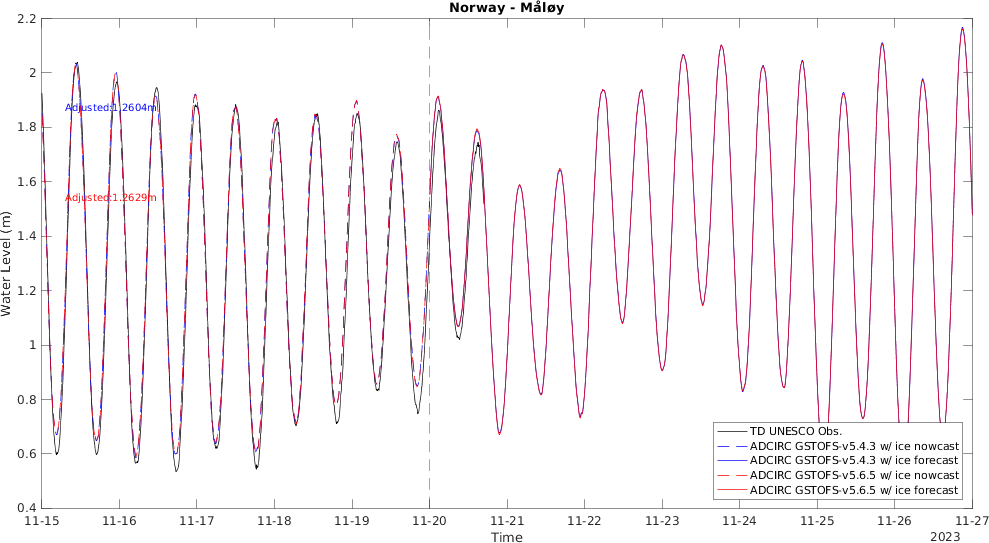 Norway - Måløy
2.2
2
1.8
1.6
1.4
1.2
1
0.8
0.6
0.4
Water Level (m)
Adjusted:1.2604m
Adjusted:1.2629m
TD UNESCO Obs.
ADCIRC GSTOFS-v5.4.3 w/ ice nowcast
ADCIRC GSTOFS-v5.4.3 w/ ice forecast
ADCIRC GSTOFS-v5.6.5 w/ ice nowcast
ADCIRC GSTOFS-v5.6.5 w/ ice forecast
11-15 11-16 11-17 11-18 11-19 11-20 11-21 11-22 11-23 11-24 11-25 11-26 11-27
Time
2023